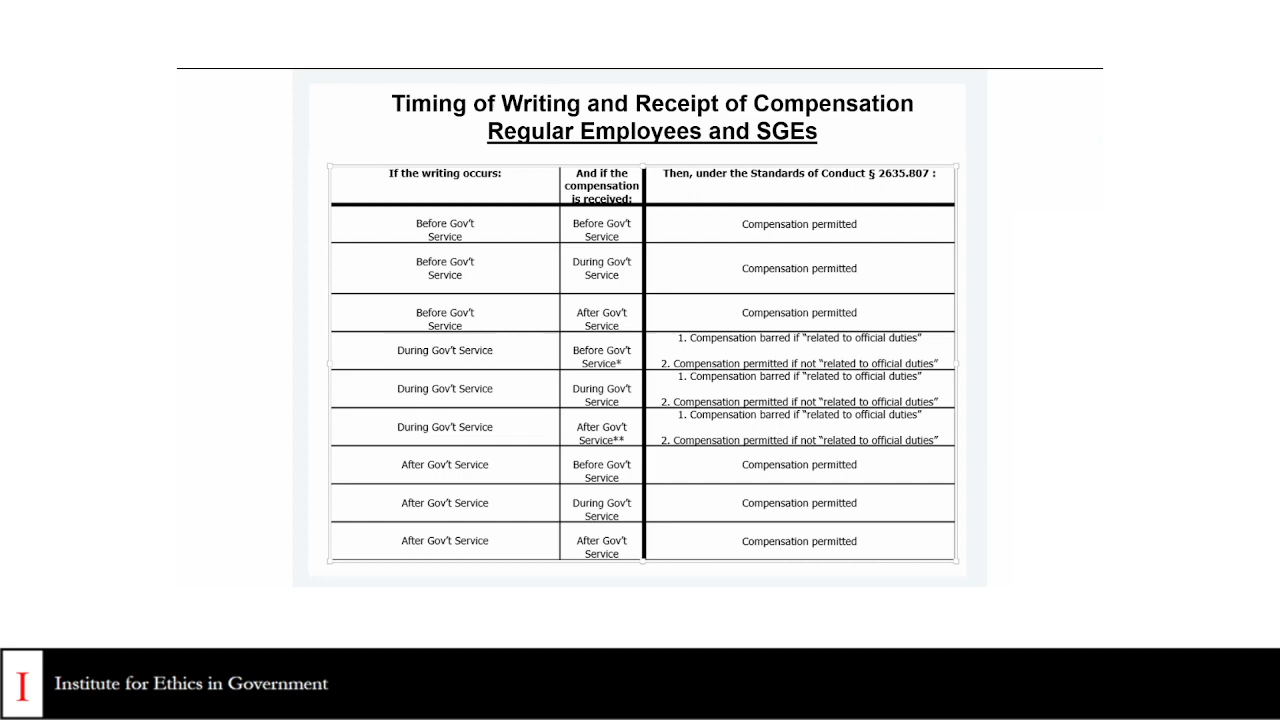 Timing of Writing and Receipt of Compensation
Regular Employees and SGEs
If the writing occurs:
And if the
compensation
is received:
Then, under the Standards of Conduct § 2635.807 :
Before Gov't
Service
Before Gov't
Service
Compensation permitted
Before Gov't
Service
During Gov't
Service
Compensation permitted
Before Gov't
Service
After Gov't
Service
Compensation permitted
During Gov't Service
Before Gov't
Service*
1. Compensation barred if "related to official duties"
2. Compensation permitted if not "related to official duties"
During Gov't Service
During Gov't
Service
1. Compensation barred if "related to official duties"
2. Compensation permitted if not "related to official duties"
During Gov't Service
After Gov't
Service**
1. Compensation barred if "related to official duties"
2. Compensation permitted if not "related to official duties"
After Gov't Service
Before Gov't
Service
Compensation permitted
After Gov't Service
During Gov't
Service
Compensation permitted
After Gov't Service
After Gov't
Service
Compensation permitted
I
Institute for Ethics in Government